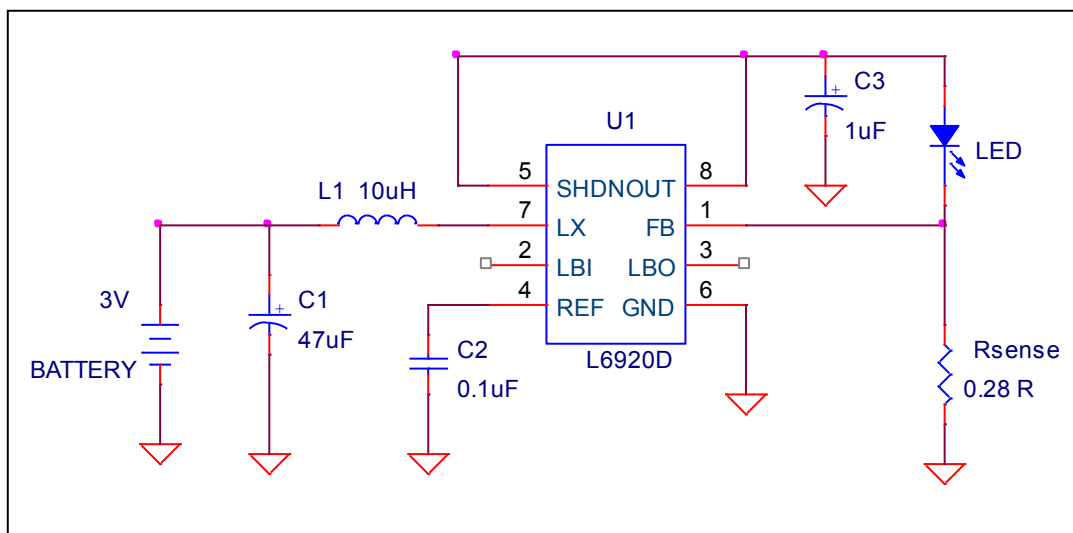 C3
1uF
LED
U1
5 SHDN OUT 8
L1 10uH
7 LX FB 1
2 LBI LBO 3
4 REF GND 6
L6920D
3V
BATTERY
C1
47uF
C2
0.1uF
Rsense
0.28 R
+
+